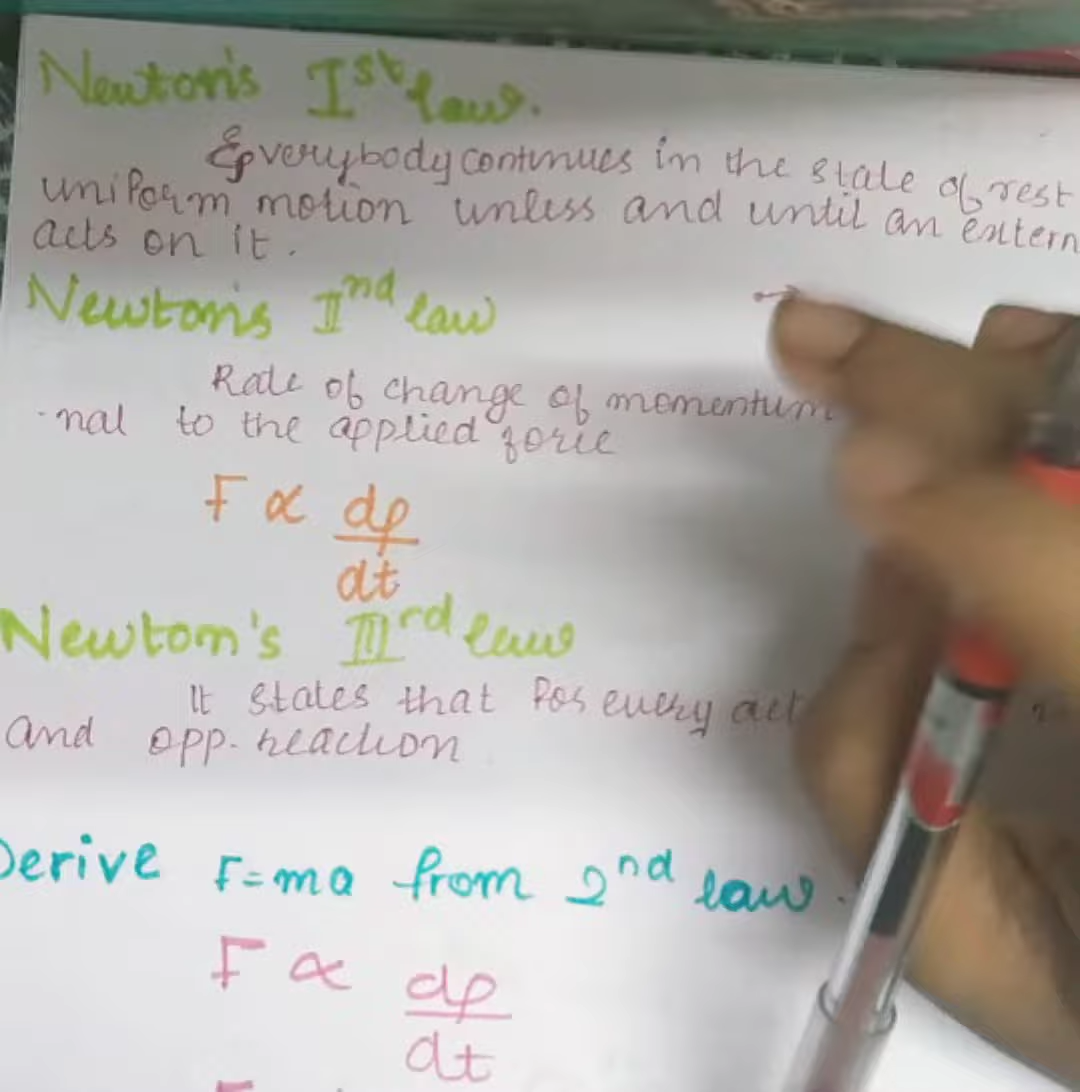 Newton's Ist law.
Everybody continues in the state of rest
uniform motion unless and until an extern
acts on it.
Newton's IInd law
Rate of change of momentum
-nal to the applied force
F ∝ dp
dt
Newton's IIIrd law
It states that for every act
and opp. reaction
Derive F=ma from 2nd law.
F ∝ dp
dt